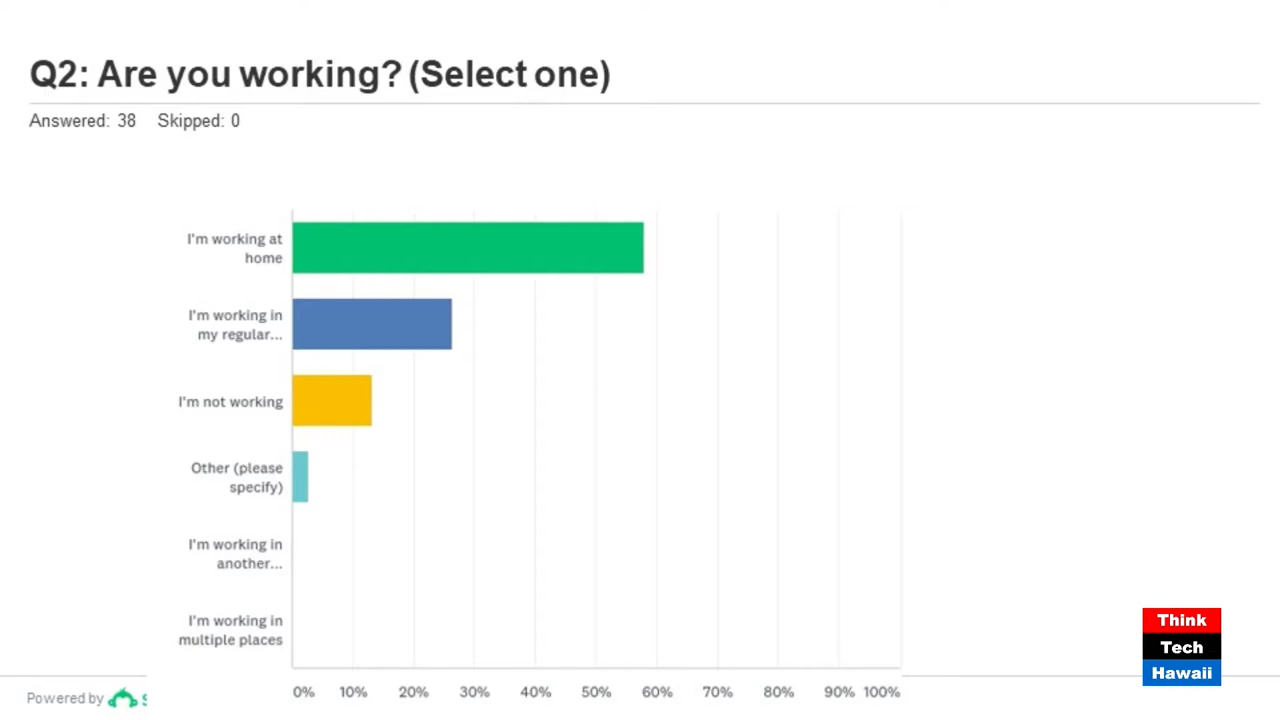 Q2: Are you working? (Select one)
Answered: 38 Skipped: 0
I'm working at
home
I'm working in
my regular...
I'm not working
Other (please
specify)
I'm working in
another...
I'm working in
multiple places
0% 10% 20% 30% 40% 50% 60% 70% 80% 90% 100%
Powered by
Think
Tech
Hawaii